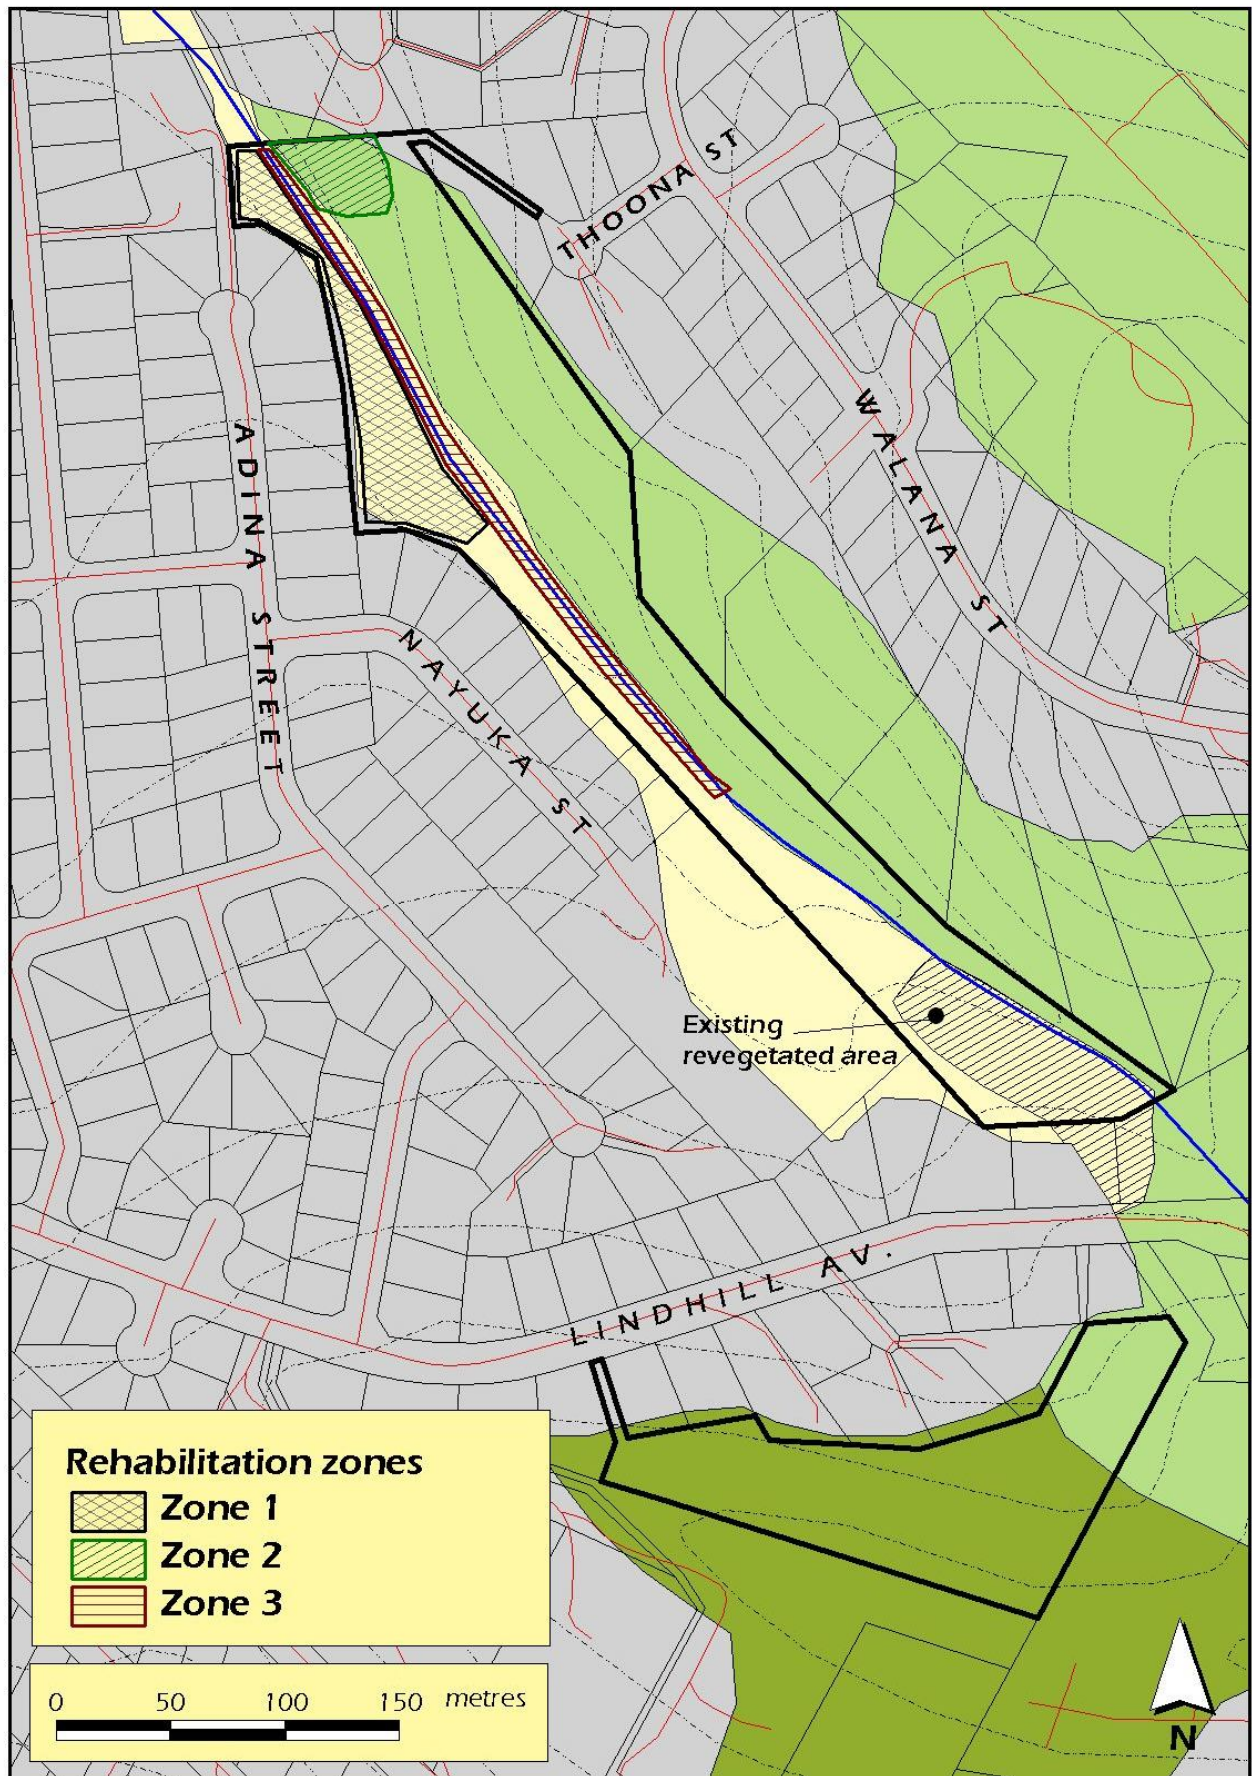 THOONA ST
WALANA ST
ADINA STREET
NAYUKA ST
Existing
revegetated area
LINDHILL AV.
Rehabilitation zones
Zone 1
Zone 2
Zone 3
0 50 100 150 metres
N